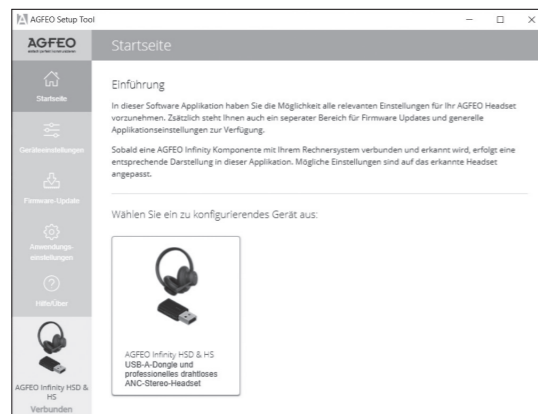 AGFEO Setup Tool
AGFEO
Startseite
Startseite
Geräteeinstellungen
Firmware-Update
Anwendungs-
einstellungen
Hilfe/Über
AGFEO Infinity HSD &
HS
Verbunden
Einführung
In dieser Software Applikation haben Sie die Möglichkeit alle relevanten Einstellungen für Ihr AGFEO Headset
vorzunehmen. Zsätzlich steht Ihnen auch ein seperater Bereich für Firmware Updates und generelle
Applikationseinstellungen zur Verfügung.
Sobald eine AGFEO Infinity Komponente mit Ihrem Rechnersystem verbunden und erkannt wird, erfolgt eine
entsprechende Darstellung in dieser Applikation. Mögliche Einstellungen sind auf das erkannte Headset
angepasst.
Wählen Sie ein zu konfigurierendes Gerät aus:
AGFEO Infinity HSD & HS
USB-A-Dongle und
professionelles drahtloses
ANC-Stereo-Headset